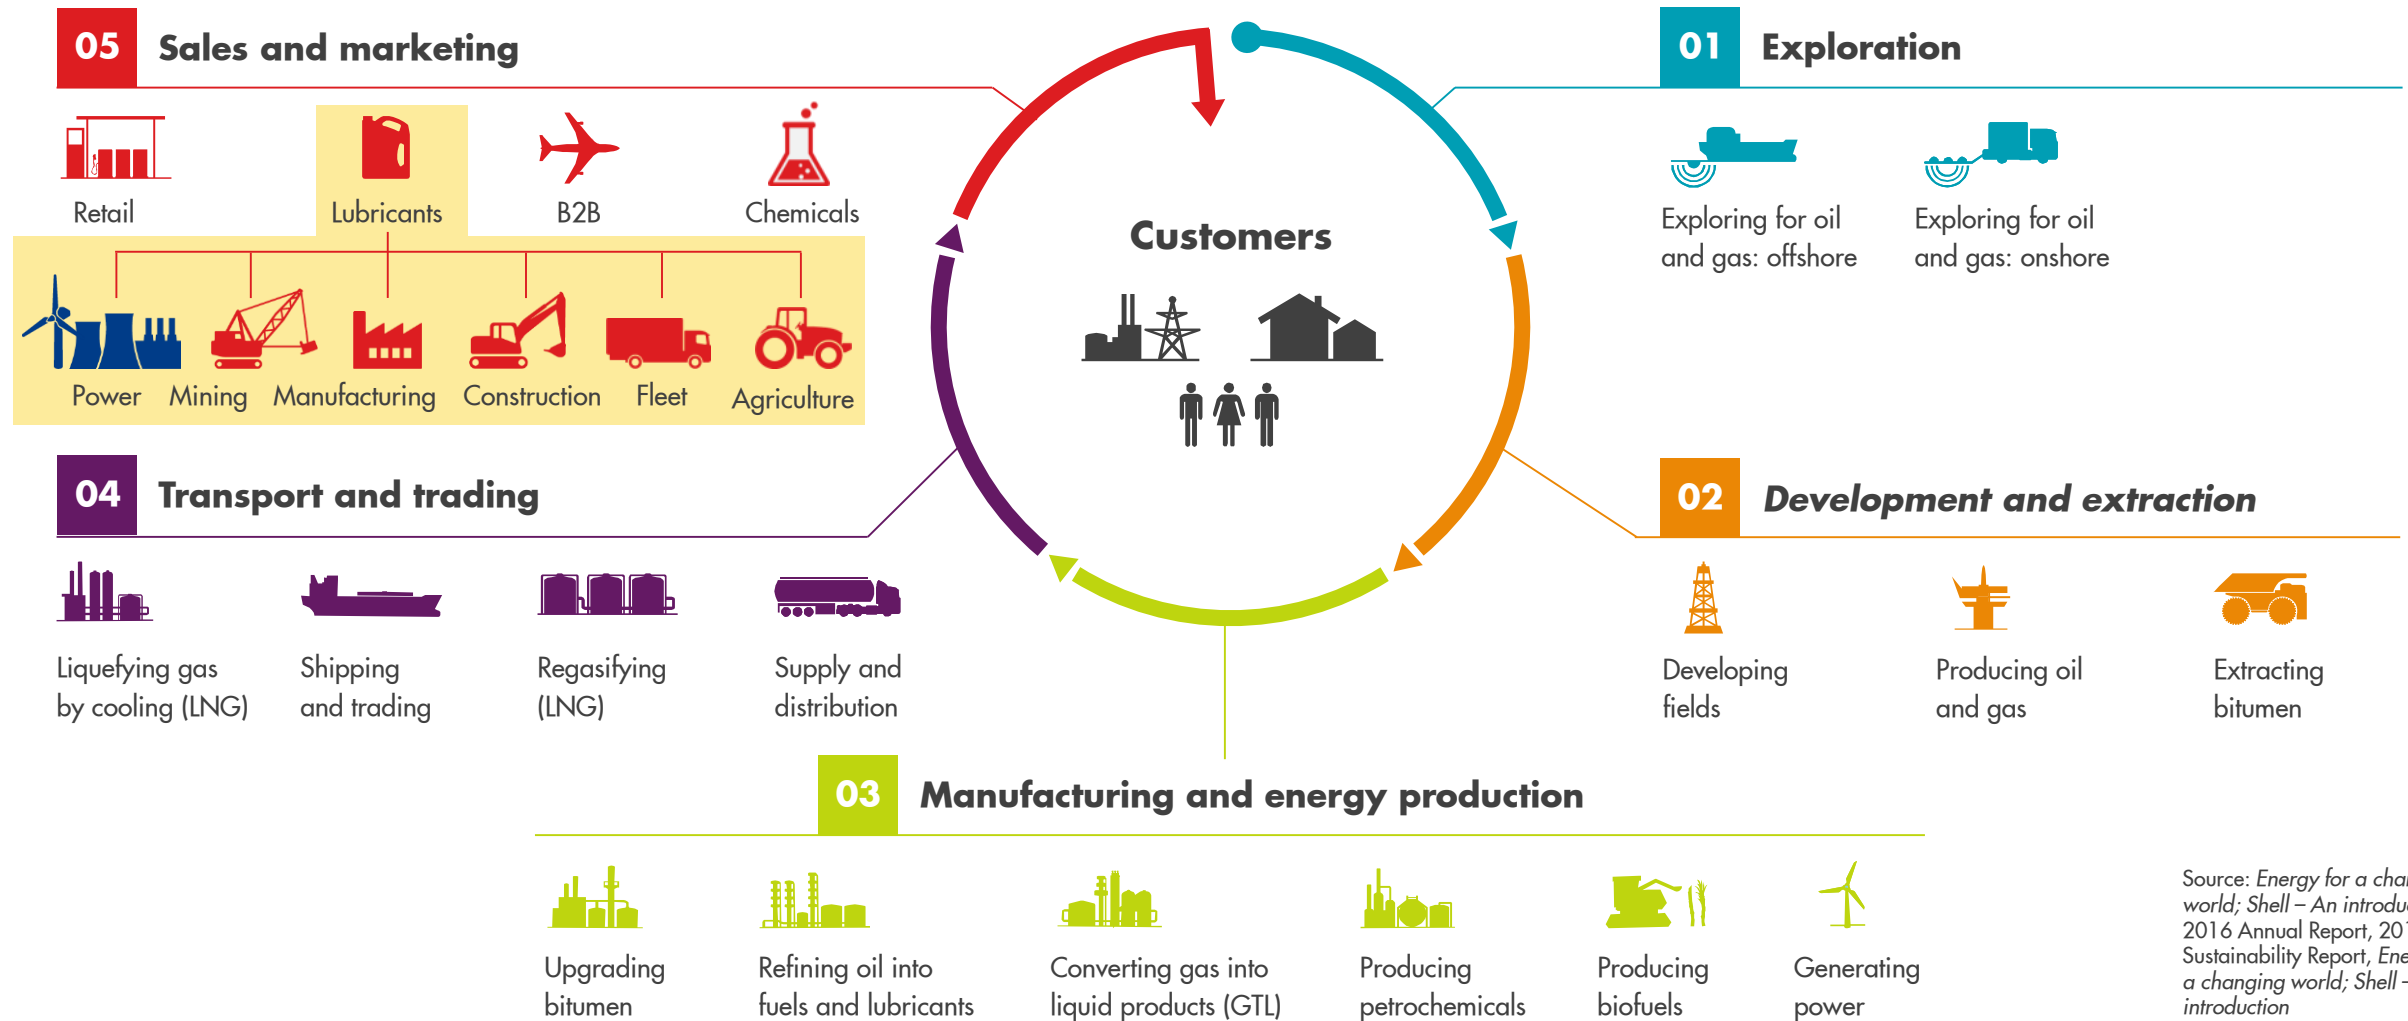 05 Sales and marketing
Retail
Lubricants
B2B
Chemicals
Power
Mining
Manufacturing
Construction
Fleet
Agriculture
Customers
01 Exploration
Exploring for oil
and gas: offshore
Exploring for oil
and gas: onshore
04 Transport and trading
Liquefying gas
by cooling (LNG)
Shipping
and trading
Regasifying
(LNG)
Supply and
distribution
02 Development and extraction
Developing
fields
Producing oil
and gas
Extracting
bitumen
03 Manufacturing and energy production
Upgrading
bitumen
Refining oil into
fuels and lubricants
Converting gas into
liquid products (GTL)
Producing
petrochemicals
Producing
biofuels
Generating
power
Source: Energy for a
world; Shell – An
2016 Annual Report,
Sustainability Report,
a changing world; Shell –
introduction